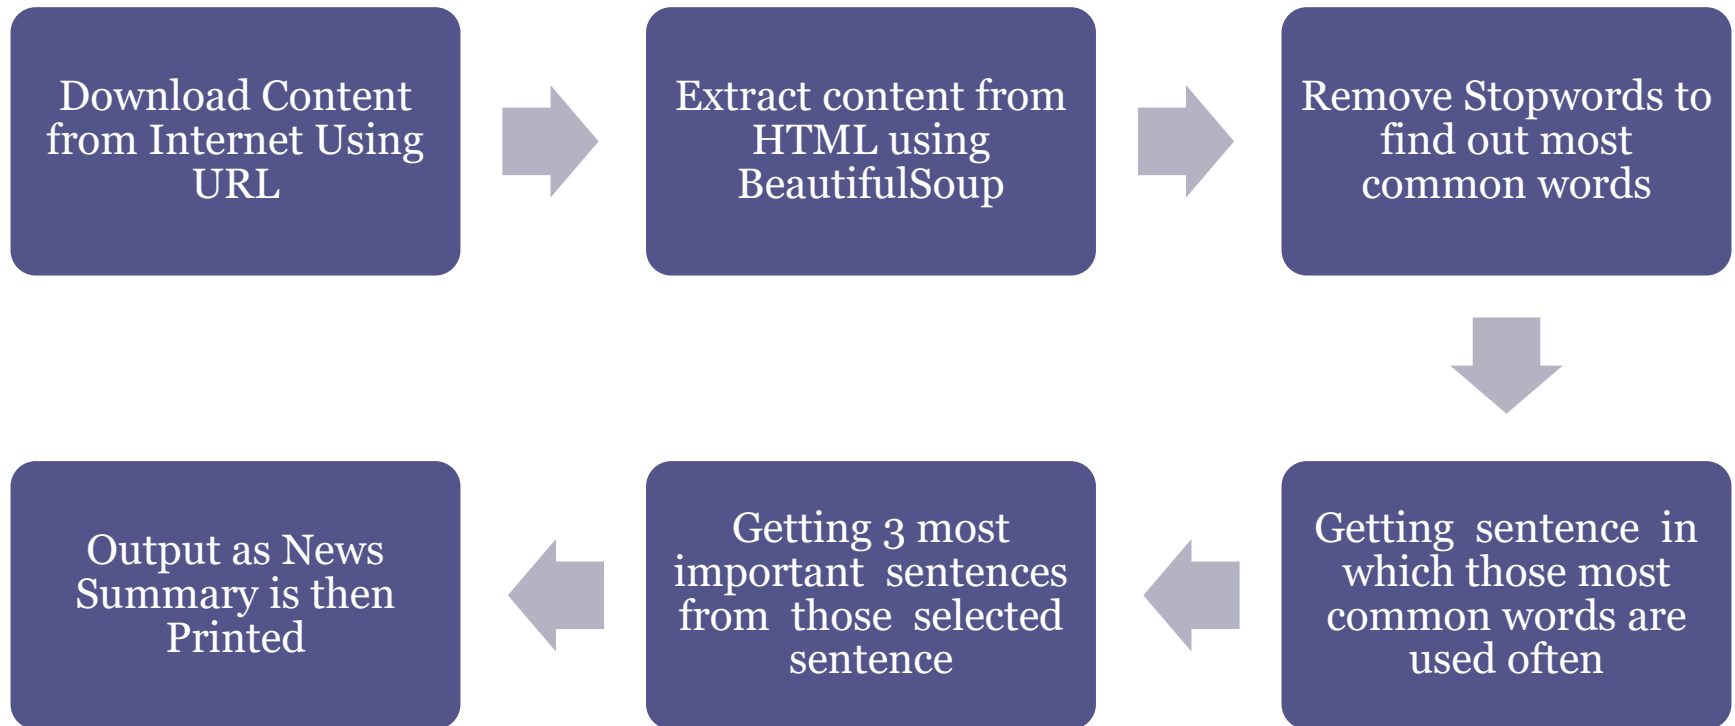 Download Content
from Internet Using
URL
Extract content from
HTML using
BeautifulSoup
Remove Stopwords to
find out most
common words
Getting sentence in
which those most
common words are
used often
Getting 3 most
important sentences
from those selected
sentence
Output as News
Summary is then
Printed